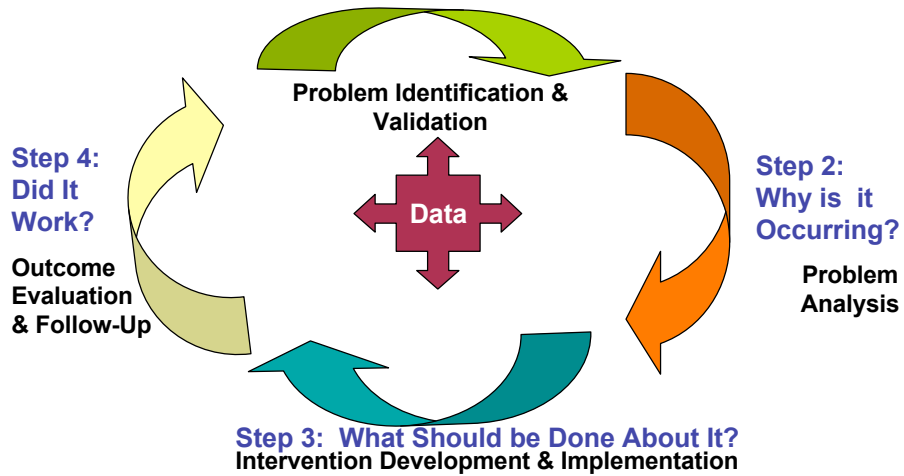 Problem Identification &
Validation
Data
Step 2:
Why is it
Occurring?
Problem
Analysis
Step 3: What Should be Done About It?
Intervention Development & Implementation
Step 4:
Did It
Work?
Outcome
Evaluation
& Follow-Up